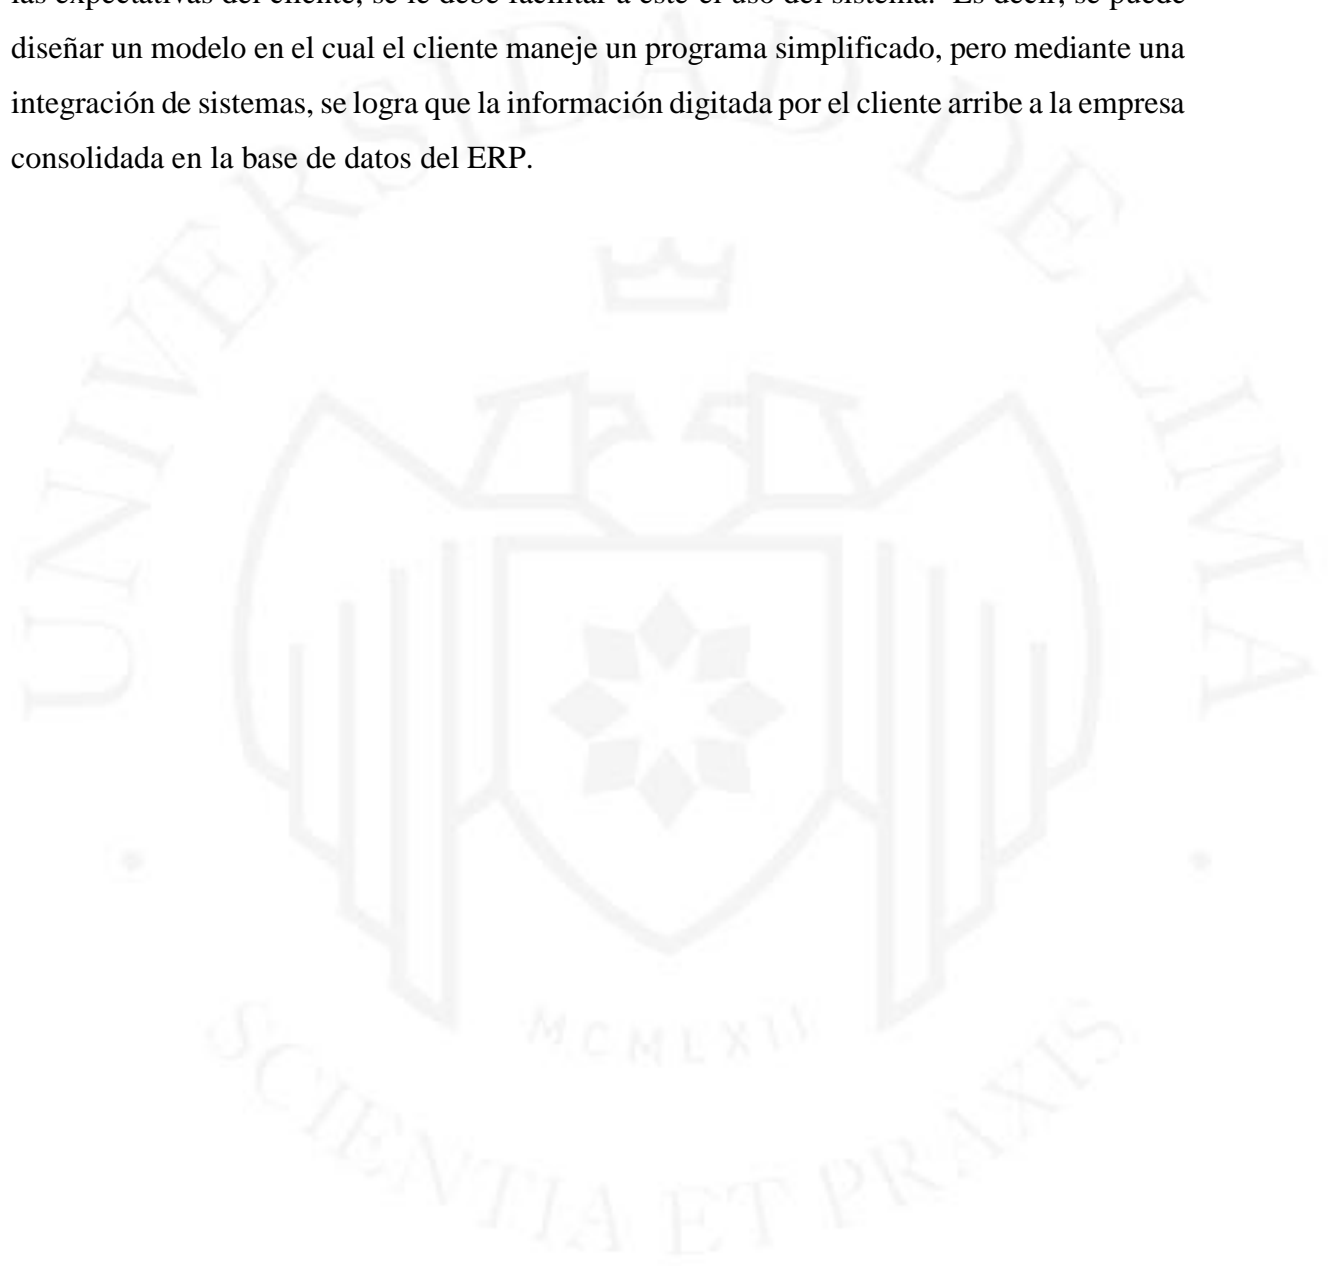 las expectativas del cliente, se le debe facilitar a este el uso del sistema. Es decir, se puede
diseñar un modelo en el cual el cliente maneje un programa simplificado, pero mediante una
integración de sistemas, se logra que la información digitada por el cliente arribe a la empresa
consolidada en la base de datos del ERP.
UNIVERSIDAD DE LIMA
MCMLXII
SCIENTIA ET PRAXIS